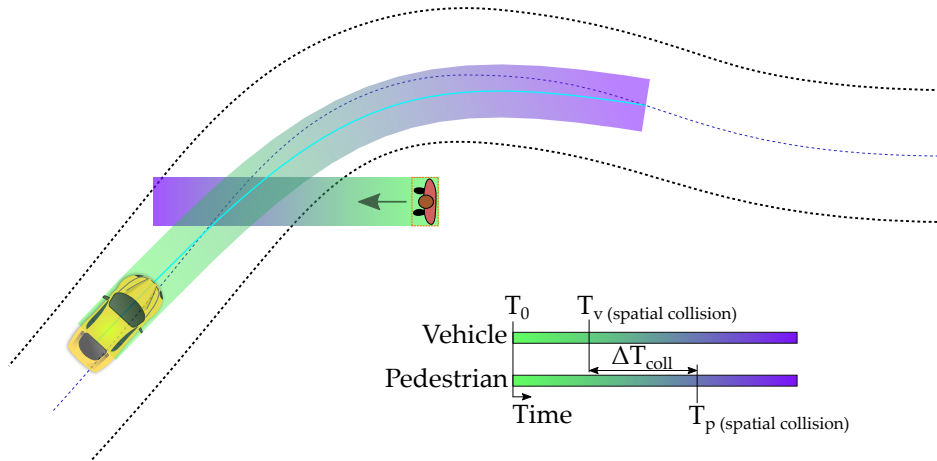 T0 Tv (spatial collision)
Vehicle
ΔTcoll
Pedestrian
Time
Tp (spatial collision)